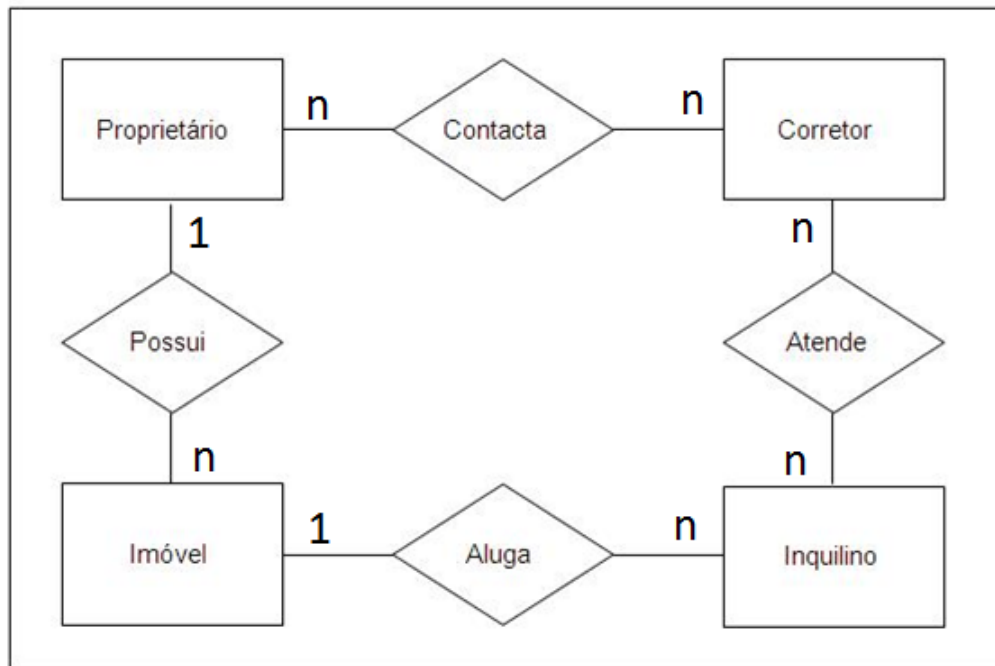 Proprietário n Contacta n Corretor
1 n
Possui Atende
n n
Imóvel 1 Aluga n Inquilino